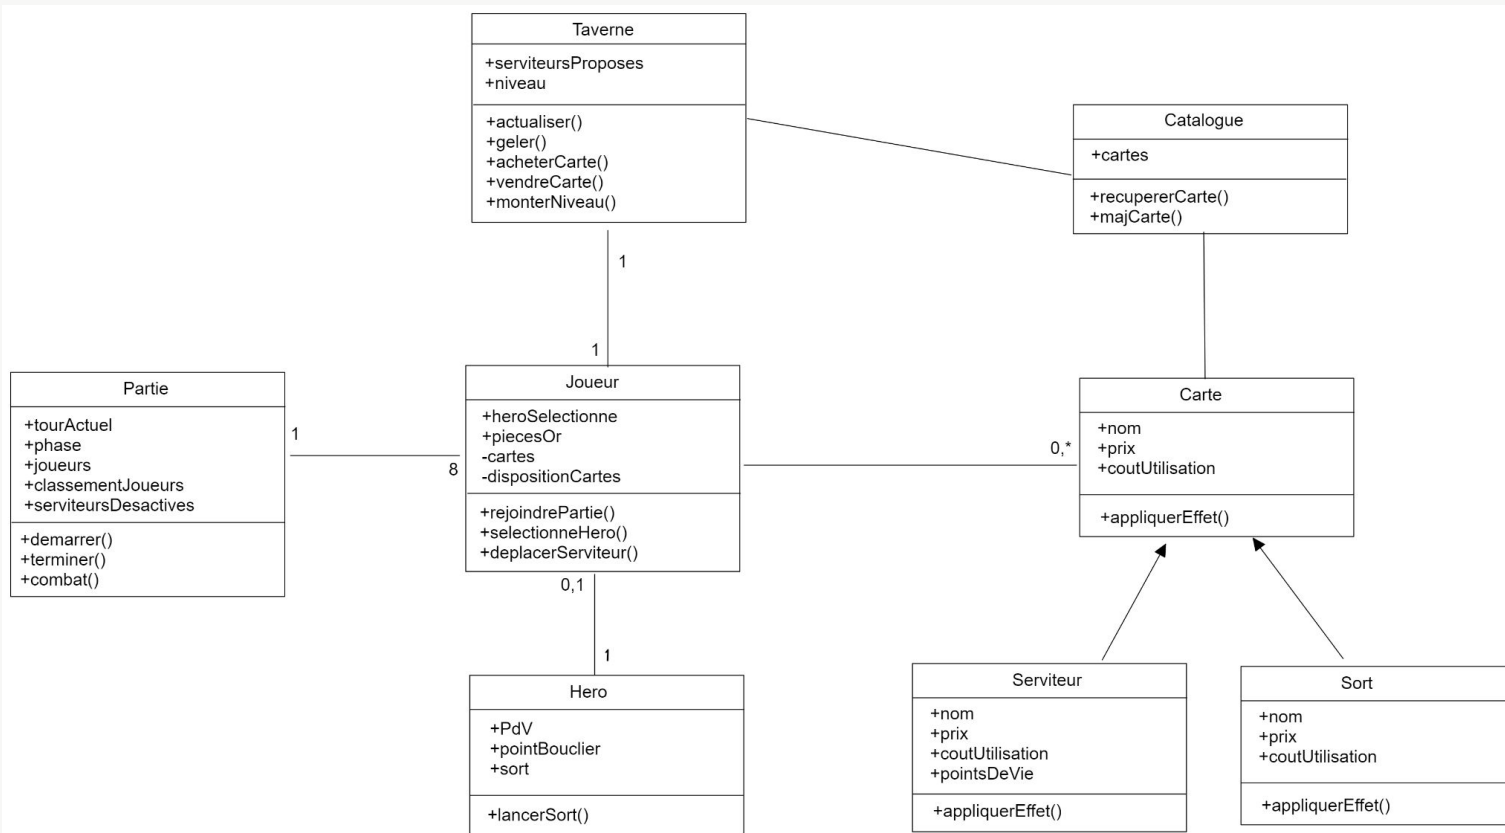 Taverne
+serviteursProposes
+niveau
+actualiser()
+geler()
+acheterCarte()
+vendreCarte()
+monterNiveau()
Catalogue
+cartes
+recupererCarte()
+majCarte()
1
1
Partie
+tourActuel
+phase
+joueurs
+classementJoueurs
+serviteursDesactives
+demarrer()
+terminer()
+combat()
1
8
Joueur
+heroSelectionne
+piecesOr
-cartes
-dispositionCartes
+rejoindrePartie()
+selectionneHero()
+deplacerServiteur()
0,*
Carte
+nom
+prix
+coutUtilisation
+appliquerEffet()
0,1
1
Hero
+PdV
+pointBouclier
+sort
+lancerSort()
Serviteur
+nom
+prix
+coutUtilisation
+pointsDeVie
+appliquerEffet()
Sort
+nom
+prix
+coutUtilisation
+appliquerEffet()